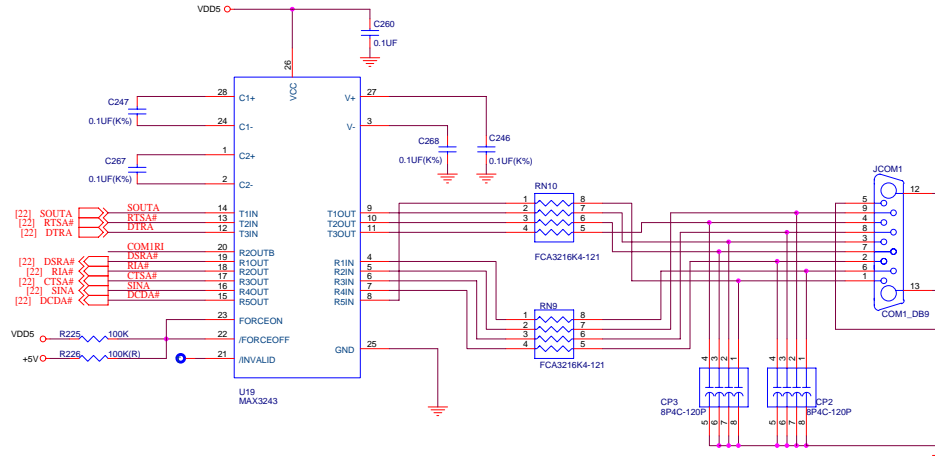 VDD5
C260
0.1UF
26
VCC
28 C1+ V+ 27
C247
0.1UF(K%)
24 C1- V- 3
C268
0.1UF(K%)
C246
0.1UF(K%)
1 C2+
C267
0.1UF(K%)
2 C2-
[22] SOUTA SOUTA 14 T1IN T1OUT 9
[22] RTSA# RTSA# 13 T2IN T2OUT 10
[22] DTRA DTRA 12 T3IN T3OUT 11
COM1RI 20 R2OUTB
[22] DSRA# DSRA# 19 R1OUT R1IN 4
[22] RIA# RIA# 18 R2OUT R2IN 5
[22] CTSA# CTSA# 17 R3OUT R3IN 6
[22] SINA SINA 16 R4OUT R4IN 7
[22] DCDA# DCDA# 15 R5OUT R5IN 8
23 FORCEON
VDD5 R225 100K 22 /FORCEOFF
+5V R226 100K(R) 21 /INVALID
GND 25
U19
MAX3243
RN10
1 8
2 7
3 6
4 5
FCA3216K4-121
RN9
1 8
2 7
3 6
4 5
FCA3216K4-121
JCOM1
12
5
9
4
8
3
7
2
6
1
13
COM1_DB9
4 3 2 1
5 6 7 8
CP3
8P4C-120P
4 3 2 1
5 6 7 8
CP2
8P4C-120P